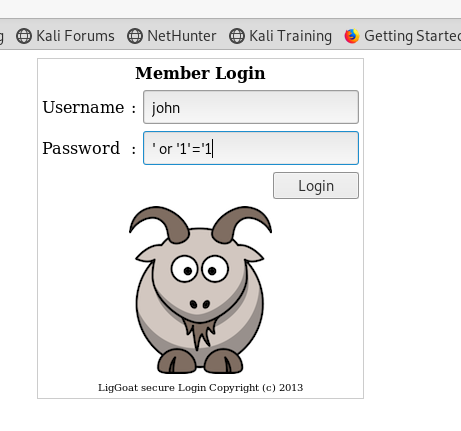 Kali Forums NetHunter Kali Training Getting Started
Member Login
Username : john
Password : ' or '1'='1
Login
LigGoat secure Login Copyright (c) 2013